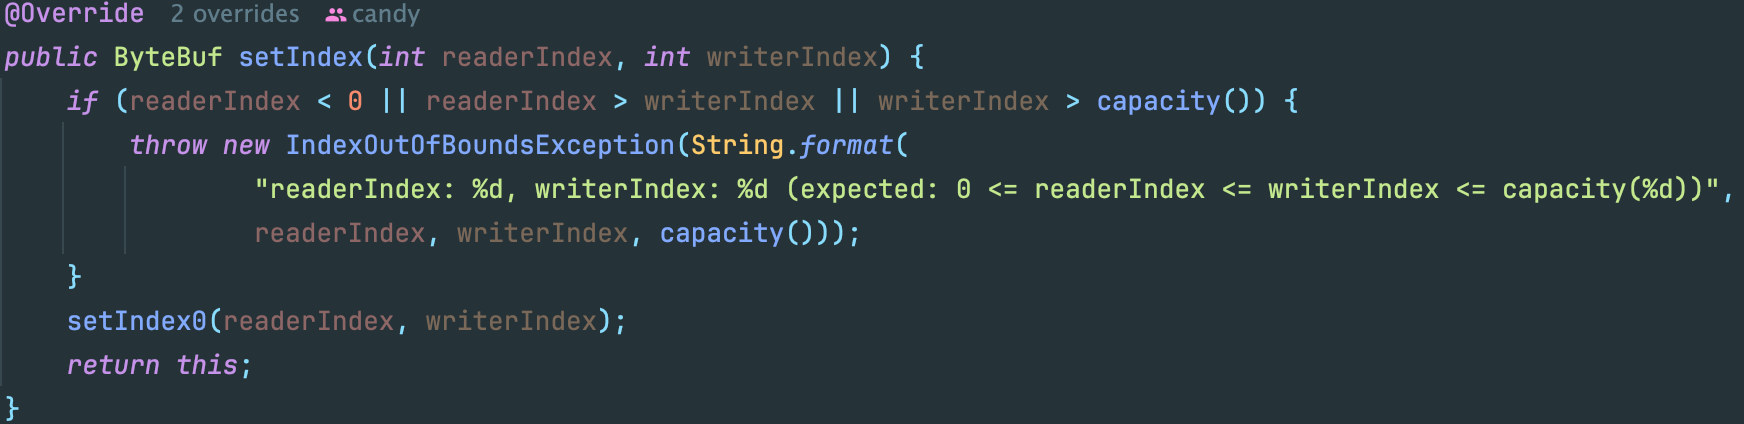 @Override 2 overrides candy
public ByteBuf setIndex(int readerIndex, int writerIndex) {
if (readerIndex < 0 || readerIndex > writerIndex || writerIndex > capacity()) {
throw new IndexOutOfBoundsException(String.format(
"readerIndex: %d, writerIndex: %d (expected: 0 <= readerIndex <= writerIndex <= capacity(%d))",
readerIndex, writerIndex, capacity()));
}
setIndex0(readerIndex, writerIndex);
return this;
}